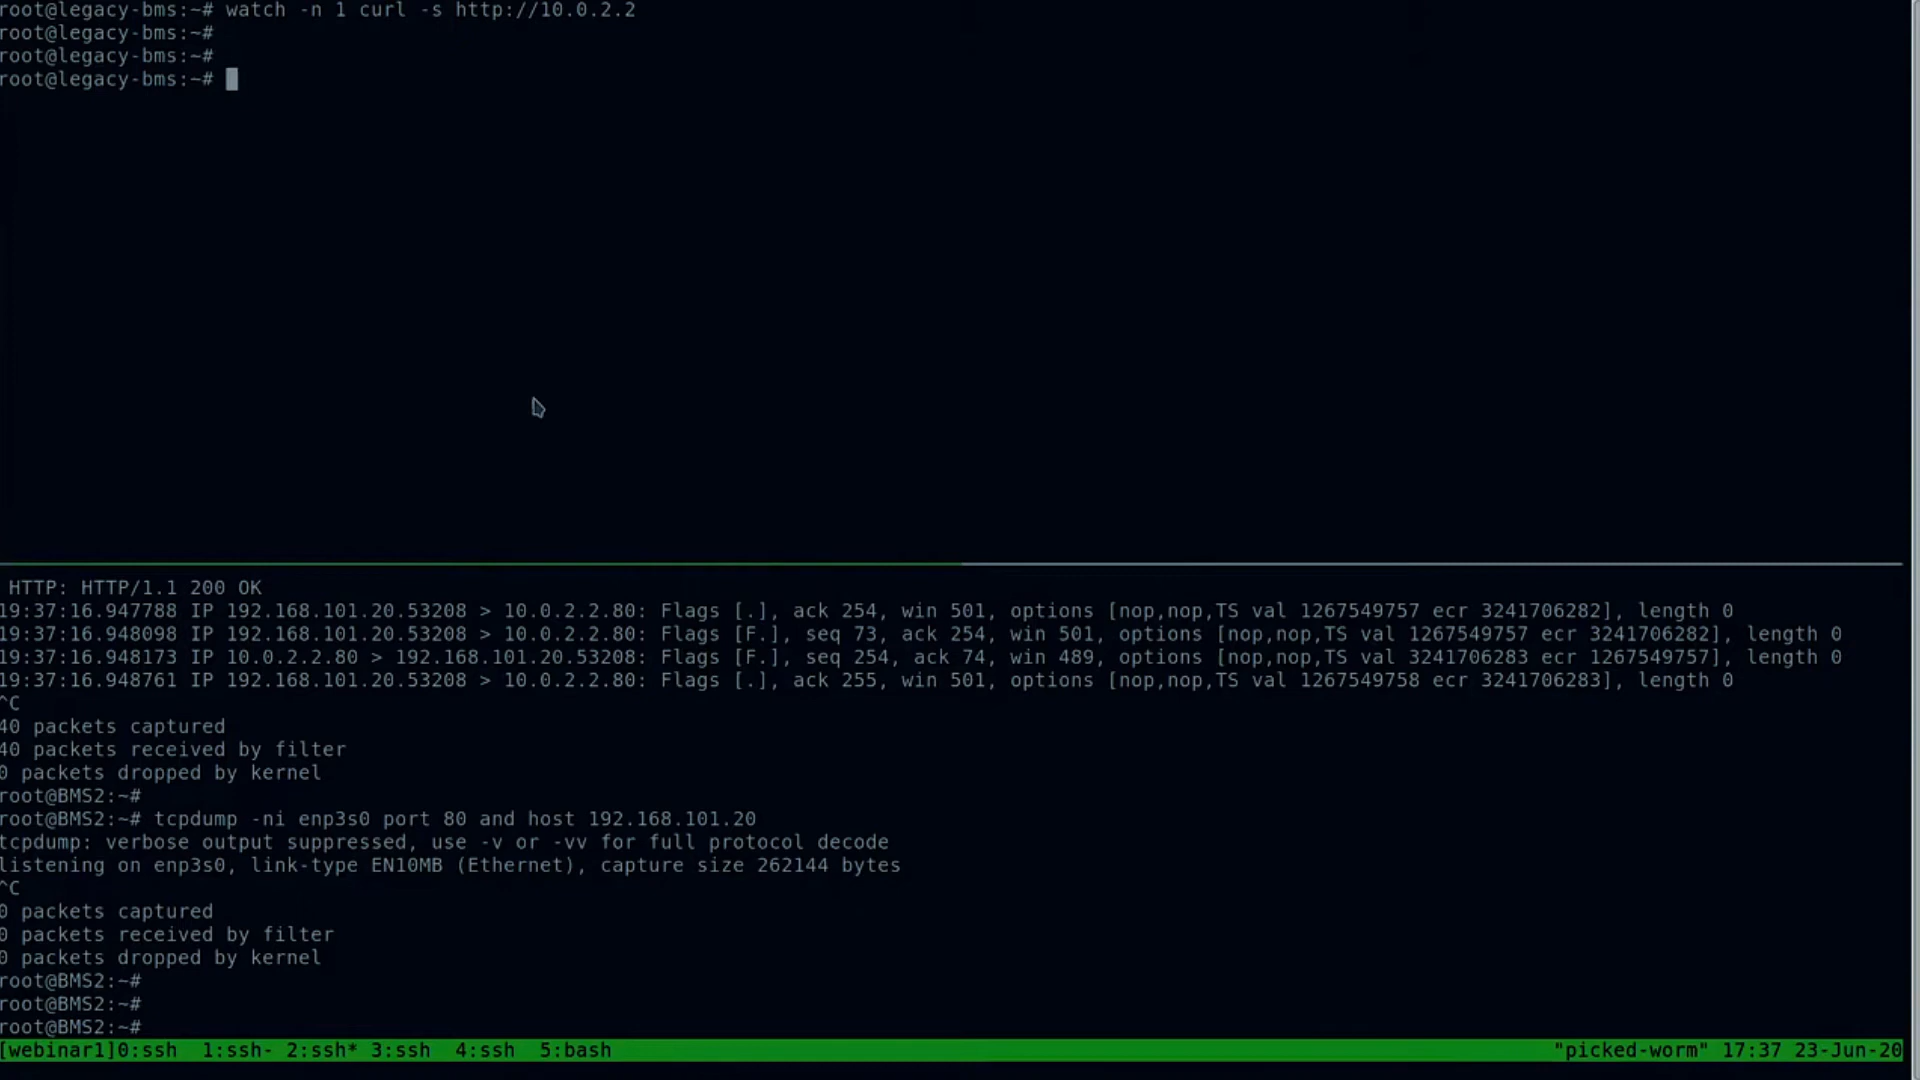 root@legacy-bms:~# watch -n 1 curl -s http://10.0.2.2
root@legacy-bms:~#
root@legacy-bms:~#
root@legacy-bms:~#
HTTP: HTTP/1.1 200 OK
19:37:16.947788 IP 192.168.101.20.53208 > 10.0.2.2.80: Flags [.], ack 254, win 501, options [nop,nop,TS val 1267549757 ecr 3241706282], length 0
19:37:16.948098 IP 192.168.101.20.53208 > 10.0.2.2.80: Flags [F.], seq 73, ack 254, win 501, options [nop,nop,TS val 1267549757 ecr 3241706282], length 0
19:37:16.948173 IP 10.0.2.2.80 > 192.168.101.20.53208: Flags [F.], seq 254, ack 74, win 489, options [nop,nop,TS val 3241706283 ecr 1267549757], length 0
19:37:16.948761 IP 192.168.101.20.53208 > 10.0.2.2.80: Flags [.], ack 255, win 501, options [nop,nop,TS val 1267549758 ecr 3241706283], length 0
^C
40 packets captured
40 packets received by filter
0 packets dropped by kernel
root@BMS2:~#
root@BMS2:~# tcpdump -ni enp3s0 port 80 and host 192.168.101.20
tcpdump: verbose output suppressed, use -v or -vv for full protocol decode
listening on enp3s0, link-type EN10MB (Ethernet), capture size 262144 bytes
^C
0 packets captured
0 packets received by filter
0 packets dropped by kernel
root@BMS2:~#
root@BMS2:~#
root@BMS2:~#
[webinar1]0:ssh  1:ssh- 2:ssh* 3:ssh  4:ssh  5:bash "picked-worm" 17:37 23-Jun-20